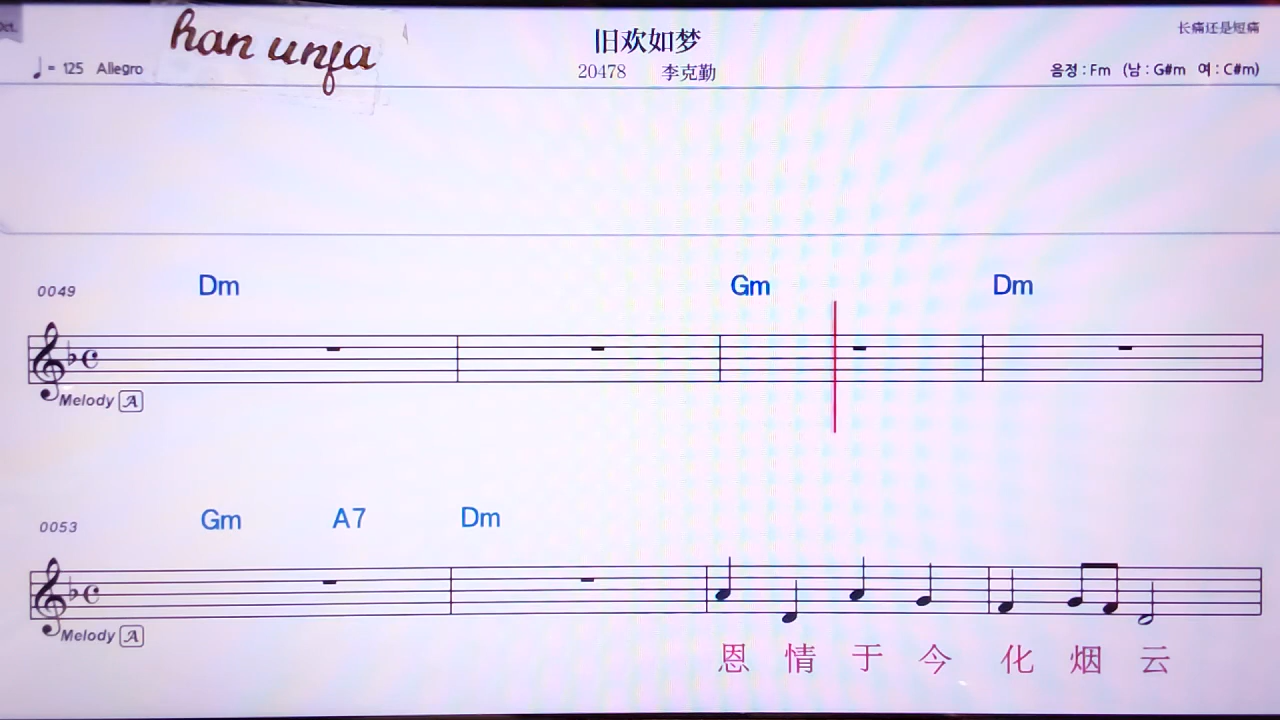 Oct.
han unfa
♩= 125 Allegro
旧欢如梦
20478 李克勤
长痛还是短痛
음정 : Fm (남 : G#m 여 : C#m)
0049 Dm Gm Dm
Melody A
0053 Gm A7 Dm
Melody A
恩 情 于 今 化 烟 云